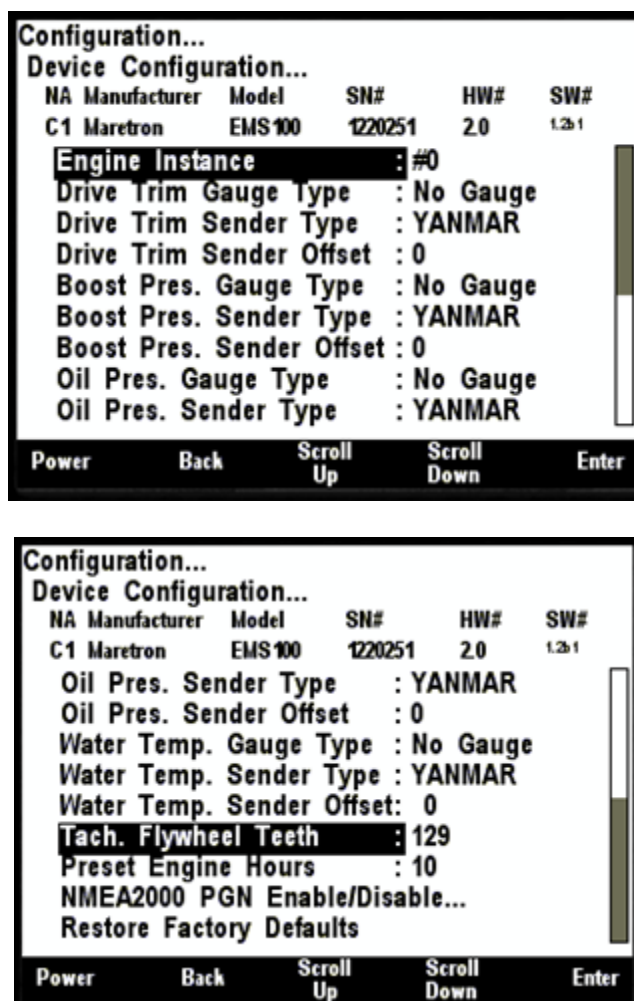 Configuration...
Device Configuration...
NA Manufacturer Model SN# HW# SW#
C1 Maretron EMS100 1220251 2.0 1.2b1
Engine Instance : #0
Drive Trim Gauge Type : No Gauge
Drive Trim Sender Type : YANMAR
Drive Trim Sender Offset : 0
Boost Pres. Gauge Type : No Gauge
Boost Pres. Sender Type : YANMAR
Boost Pres. Sender Offset : 0
Oil Pres. Gauge Type : No Gauge
Oil Pres. Sender Type : YANMAR
Power Back Scroll Up Scroll Down Enter
Configuration...
Device Configuration...
NA Manufacturer Model SN# HW# SW#
C1 Maretron EMS100 1220251 2.0 1.2b1
Oil Pres. Sender Type : YANMAR
Oil Pres. Sender Offset : 0
Water Temp. Gauge Type : No Gauge
Water Temp. Sender Type : YANMAR
Water Temp. Sender Offset: 0
Tach. Flywheel Teeth : 129
Preset Engine Hours : 10
NMEA2000 PGN Enable/Disable...
Restore Factory Defaults
Power Back Scroll Up Scroll Down Enter